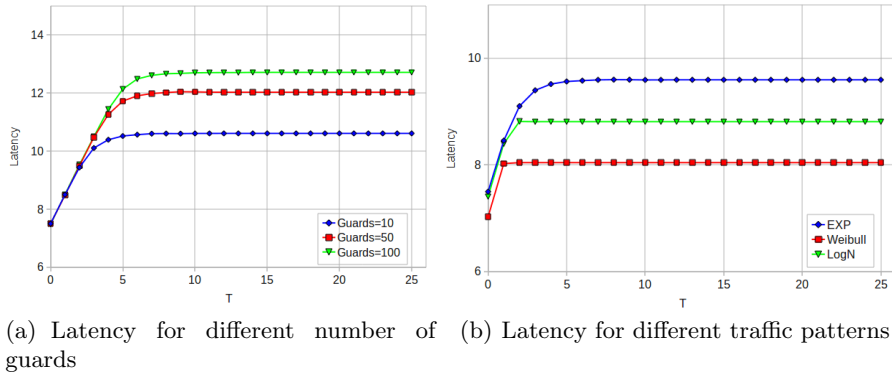 14
12
10
8
6
Latency
0
5
10
15
20
25
T
Guards=10
Guards=50
Guards=100
10
8
6
Latency
0
5
10
15
20
25
T
EXP
Weibull
LogN
(a) Latency for different number of
guards
(b) Latency for different traffic patterns